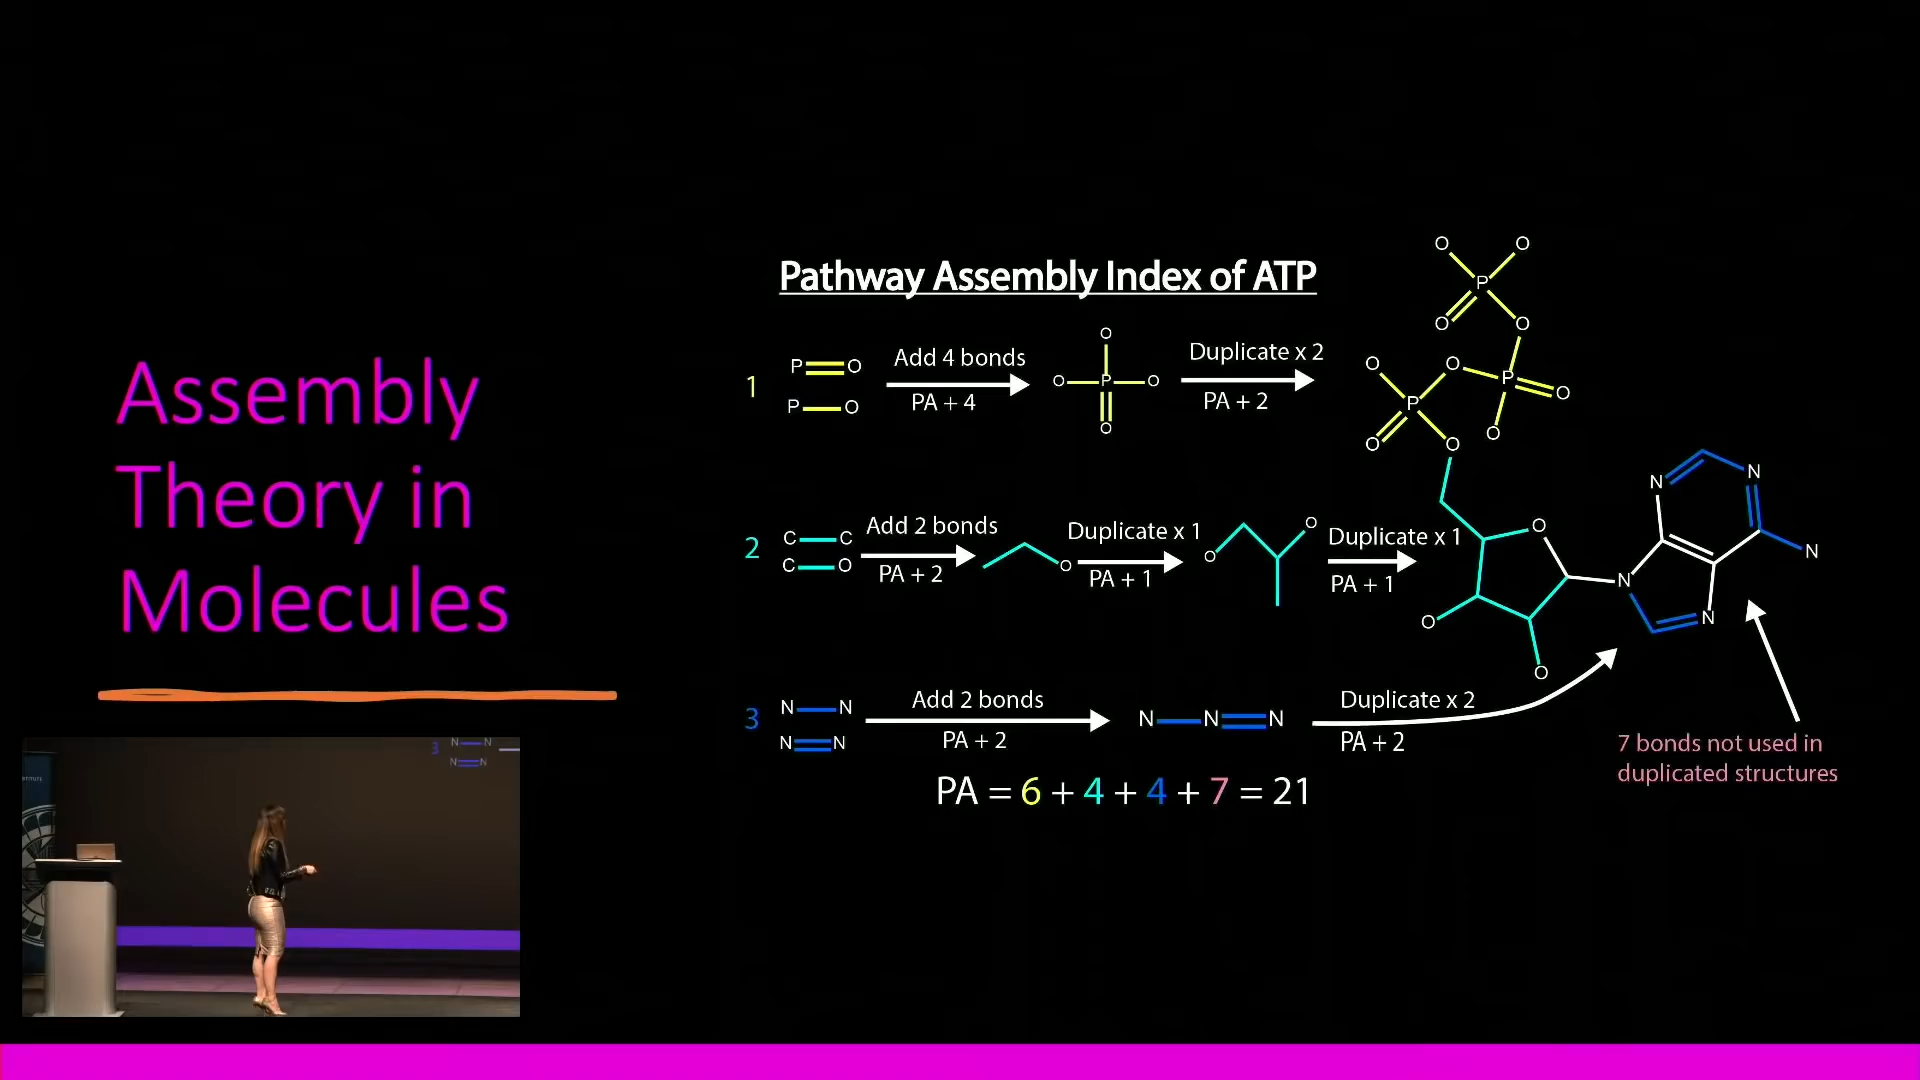 Assembly
Theory in
Molecules
Pathway Assembly Index of ATP
1
P O
P O
Add 4 bonds
PA + 4
O
O P O
O
Duplicate x 2
PA + 2
2
C C
C O
Add 2 bonds
PA + 2
O
Duplicate x 1
PA + 1
O O
Duplicate x 1
PA + 1
3
N N
N N
Add 2 bonds
PA + 2
N N N
Duplicate x 2
PA + 2
PA = 6 + 4 + 4 + 7 = 21
O O
P
O O
O O
P P O
O O O
N N
O
N N
O N
O
7 bonds not used in
duplicated structures
3 N N
N N